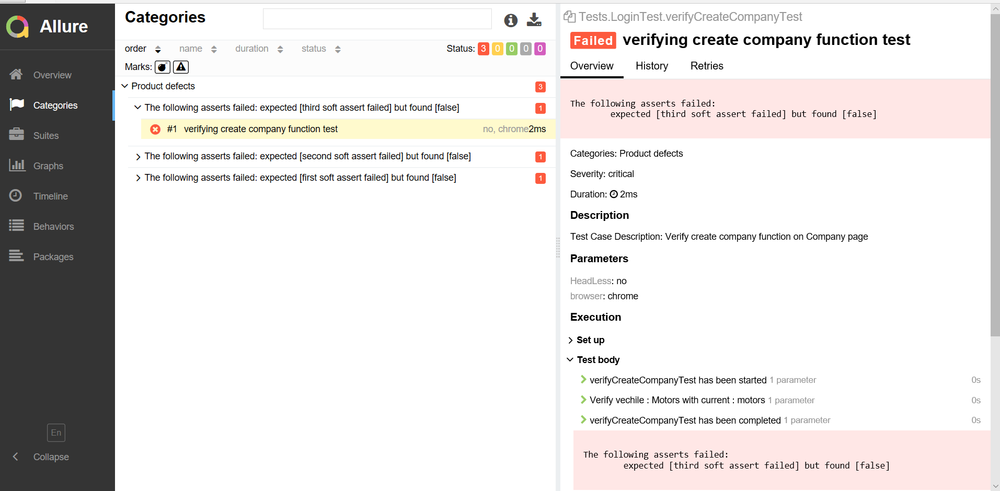 Allure
Overview
Categories
Suites
Graphs
Timeline
Behaviors
Packages
En
Collapse
Categories
order name duration status Status: 3 0 0 0 0
Marks:
Product defects 3
The following asserts failed: expected [third soft assert failed] but found [false] 1
#1 verifying create company function test no, chrome2ms
The following asserts failed: expected [second soft assert failed] but found [false] 1
The following asserts failed: expected [first soft assert failed] but found [false] 1
Tests.LoginTest.verifyCreateCompanyTest
Failed verifying create company function test
Overview History Retries
The following asserts failed:
expected [third soft assert failed] but found [false]
Categories: Product defects
Severity: critical
Duration: 2ms
Description
Test Case Description: Verify create company function on Company page
Parameters
HeadLess: no
browser: chrome
Execution
Set up
Test body
verifyCreateCompanyTest has been started 1 parameter 0s
Verify vechile : Motors with current : motors 1 parameter 0s
verifyCreateCompanyTest has been completed 1 parameter 0s
The following asserts failed:
expected [third soft assert failed] but found [false]